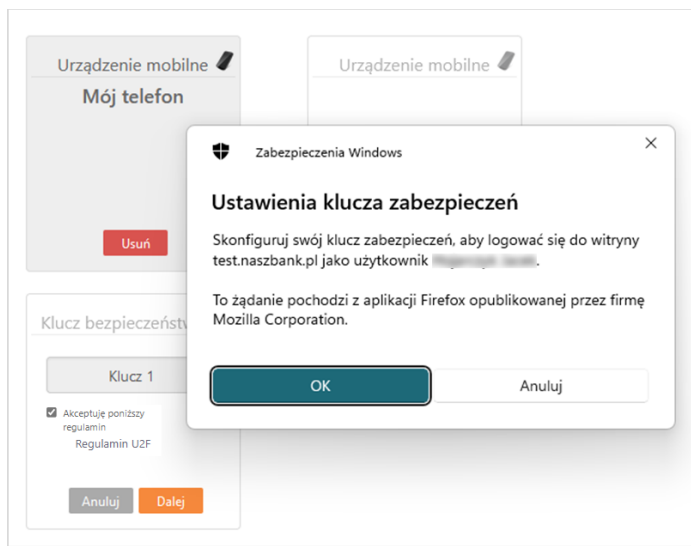 Urządzenie mobilne
Mój telefon
Usuń
Urządzenie mobilne
Zabezpieczenia Windows
Ustawienia klucza zabezpieczeń
Skonfiguruj swój klucz zabezpieczeń, aby logować się do witryny
test.naszbank.pl jako użytkownik
To żądanie pochodzi z aplikacji Firefox opublikowanej przez firmę
Mozilla Corporation.
OK
Anuluj
Klucz
Klucz 1
Akceptuję poniższy
regulamin
Regulamin U2F
Anuluj
Dalej